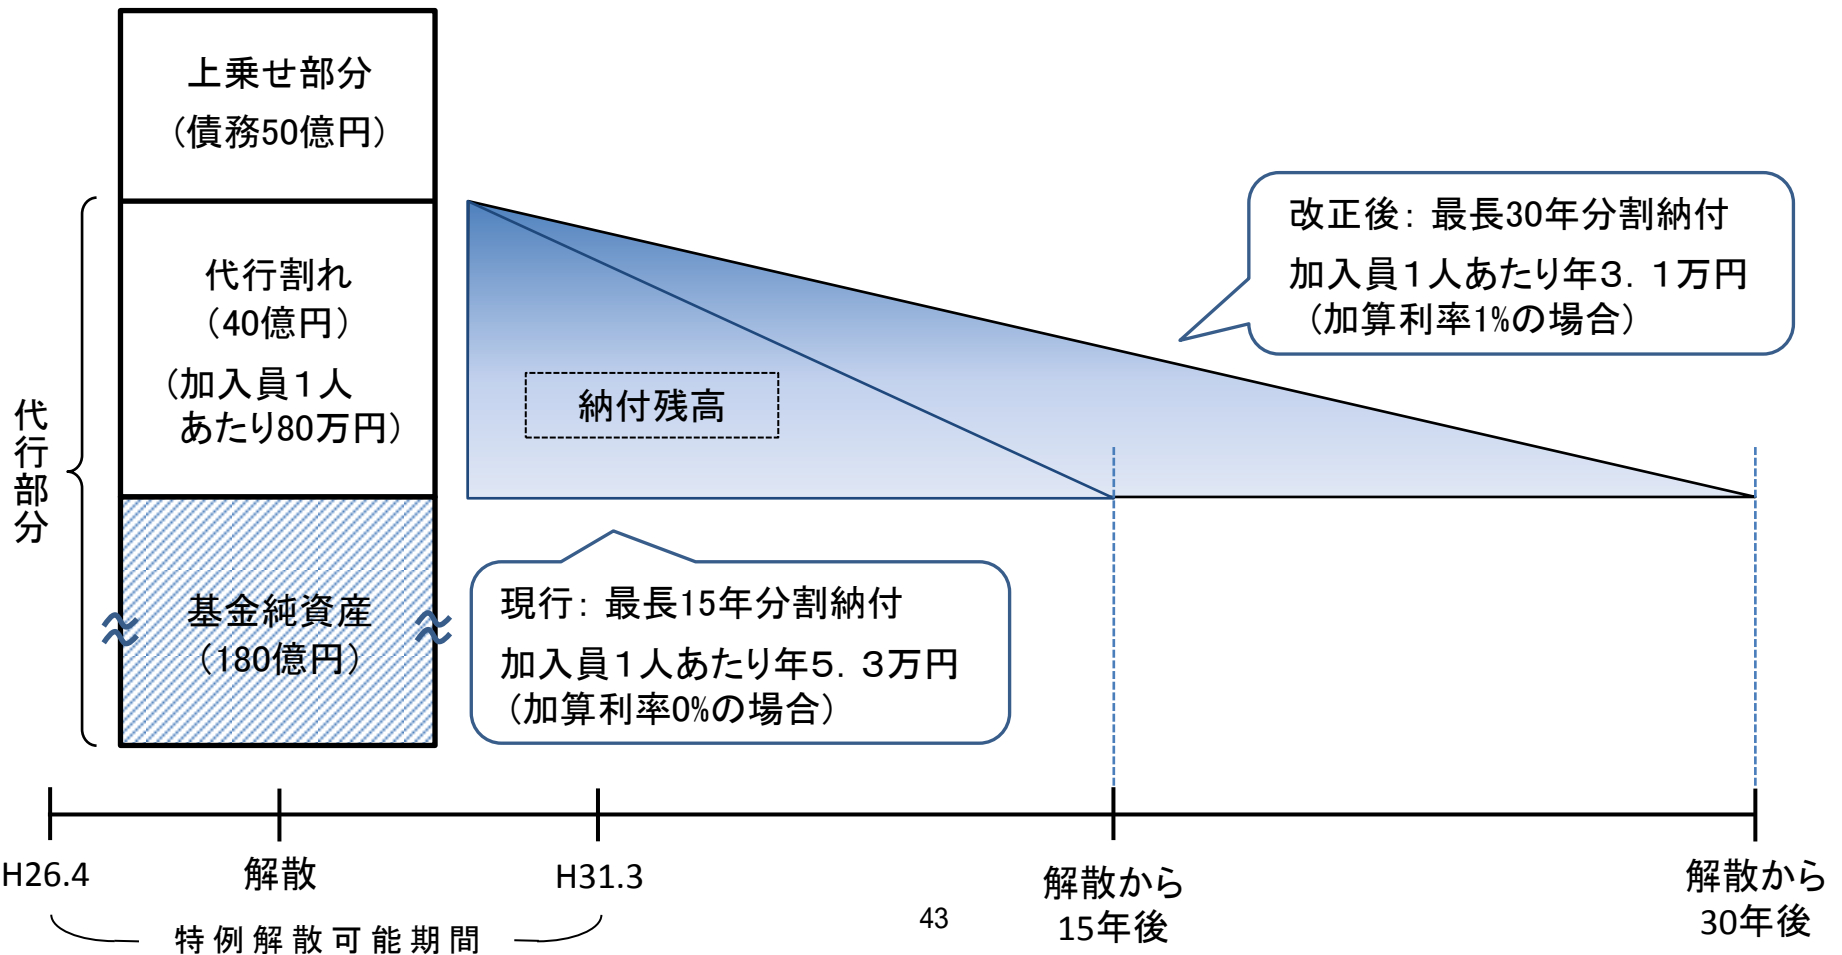 上乗せ部分
（債務50億円）
代行割れ
（40億円）
（加入員１人
あたり80万円）
代行部分
基金純資産
（180億円）
納付残高
改正後： 最長30年分割納付
加入員１人あたり年３．１万円
（加算利率1%の場合）
現行： 最長15年分割納付
加入員１人あたり年５．３万円
（加算利率0%の場合）
H26.4
解散
H31.3
解散から
15年後
解散から
30年後
特例解散可能期間
43